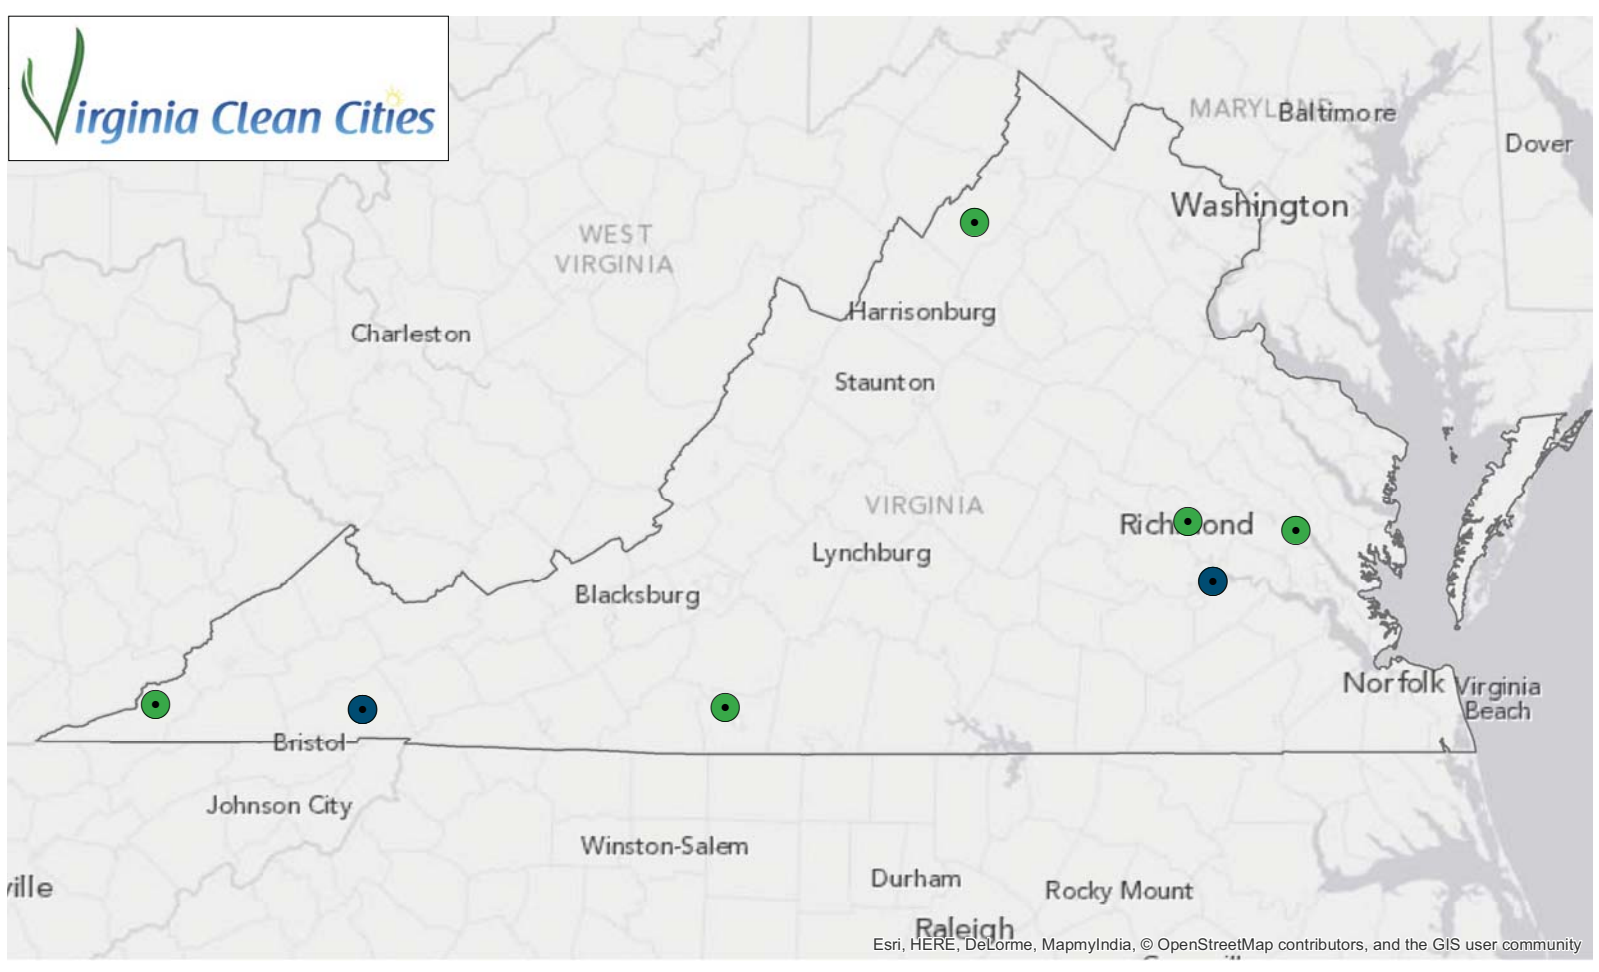 Virginia Clean Cities
MARYLAND
Baltimore
Dover
Washington
WEST
VIRGINIA
Harrisonburg
Charleston
Staunton
VIRGINIA
Richmond
Lynchburg
Blacksburg
Norfolk
Virginia
Beach
Bristol
Johnson City
Winston-Salem
Durham
Rocky Mount
ville
Raleigh
Esri, HERE, DeLorme, MapmyIndia, © OpenStreetMap contributors, and the GIS user community